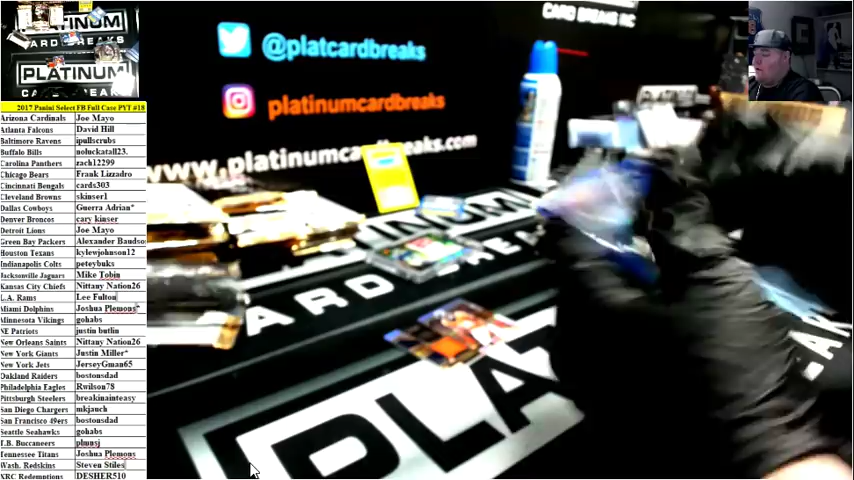 PLATINUM
CARD BREAKS
PLATINUM
CARD BREAKS
2017 Panini Select FB Full Case PYT #18
Arizona Cardinals Joe Mayo
Atlanta Falcons David Hill
Baltimore Ravens ipullscrubs
Buffalo Bills noluckatall23.
Carolina Panthers rach12299
Chicago Bears Frank Lizzadro
Cincinnati Bengals cards303
Cleveland Browns skinser1
Dallas Cowboys Guerra Adrian*
Denver Broncos cary kinser
Detroit Lions Joe Mayo
Green Bay Packers Alexander Baudso
Houston Texans kylewjohnson12
Indianapolis Colts peteybuks
Jacksonville Jaguars Mike Tobin
Kansas City Chiefs Nittany Nation26
L.A. Rams Lee Fulton
Miami Dolphins Joshua Plemons*
Minnesota Vikings gohabs
NE Patriots justin butlin
New Orleans Saints Nittany Nation26
New York Giants Justin Miller*
New York Jets JerseyGman65
Oakland Raiders bostonsdad
Philadelphia Eagles Rwilson78
Pittsburgh Steelers breakinainteasy
San Diego Chargers mkjauch
San Francisco 49ers bostonsdad
Seattle Seahawks gohabs
T.B. Buccaneers
Tennessee Titans Joshua Plemons
Wash. Redskins Steven Stiles
XRC Redemptions DESHER510
CARD BREAKS KC
@platcardbreaks
platinumcardbreaks
www.platinumcardbreaks.com
PLATINUM
CARD BREA
PLA